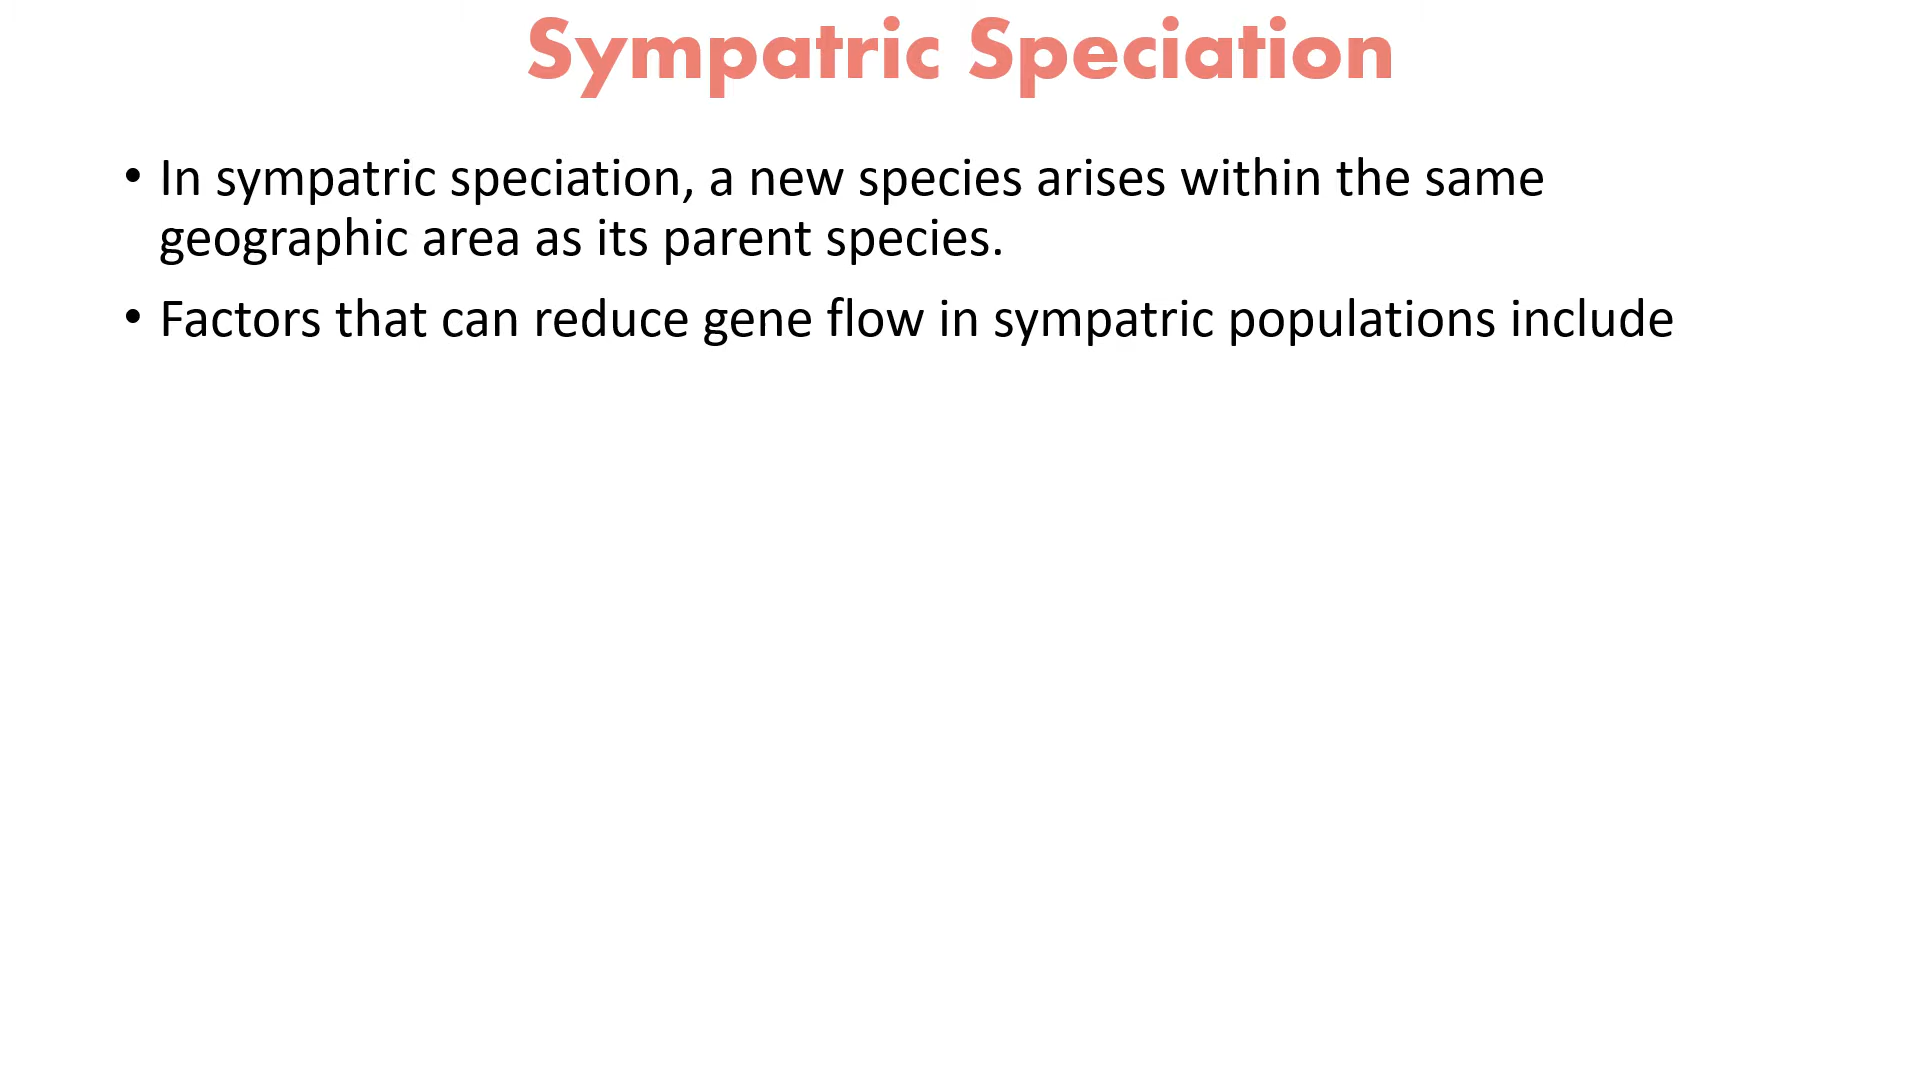 Sympatric Speciation
• In sympatric speciation, a new species arises within the same
geographic area as its parent species.
• Factors that can reduce gene flow in sympatric populations include